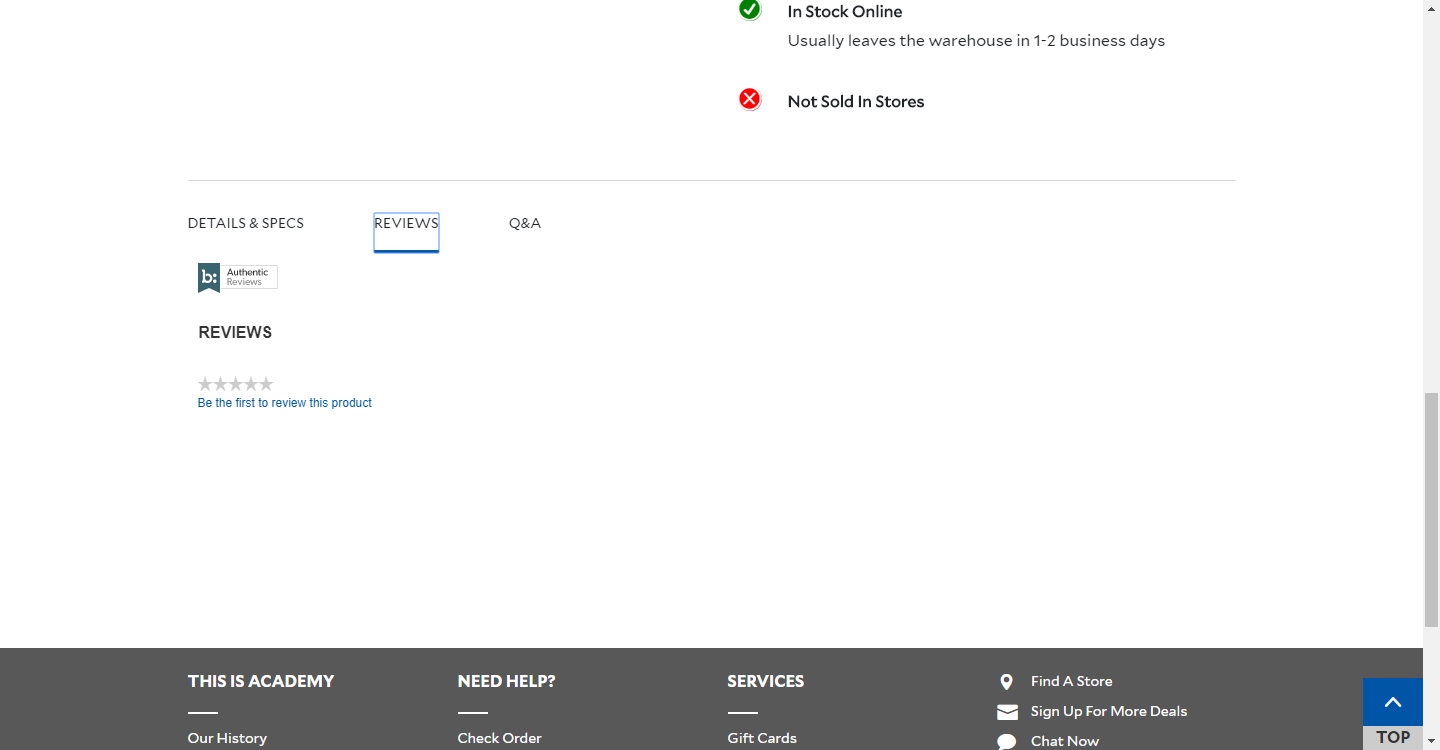 In Stock Online
Usually leaves the warehouse in 1-2 business days
Not Sold In Stores
DETAILS & SPECS
REVIEWS
Q&A
b:
Authentic
Reviews
REVIEWS
Be the first to review this product
THIS IS ACADEMY
NEED HELP?
SERVICES
Find A Store
Sign Up For More Deals
Our History
Check Order
Gift Cards
Chat Now
TOP